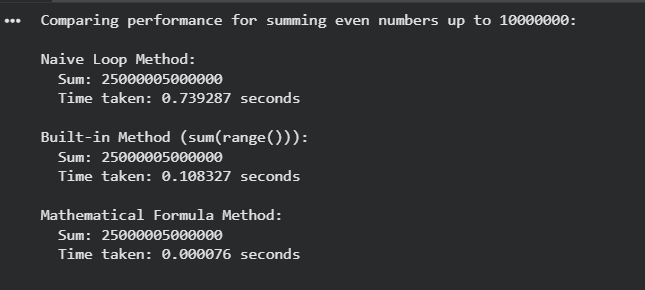 ••• Comparing performance for summing even numbers up to 10000000:
Naive Loop Method:
Sum: 25000005000000
Time taken: 0.739287 seconds
Built-in Method (sum(range())):
Sum: 25000005000000
Time taken: 0.108327 seconds
Mathematical Formula Method:
Sum: 25000005000000
Time taken: 0.000076 seconds